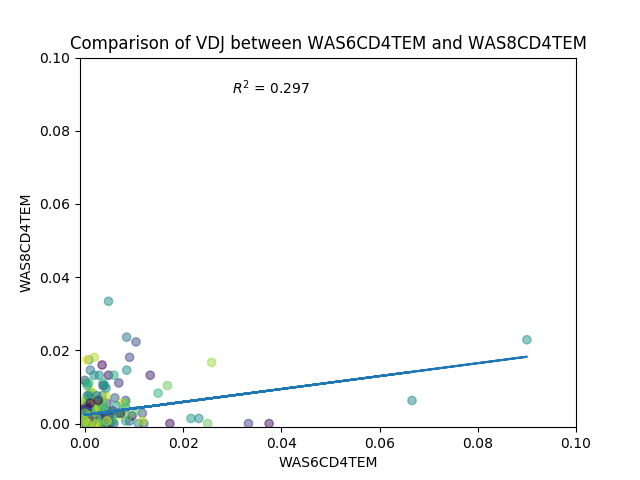 Comparison of VDJ between WAS6CD4TEM and WAS8CD4TEM
0.10
R² = 0.297
0.08
0.06
WAS8CD4TEM
0.04
0.02
0.00
0.00 0.02 0.04 0.06 0.08 0.10
WAS6CD4TEM